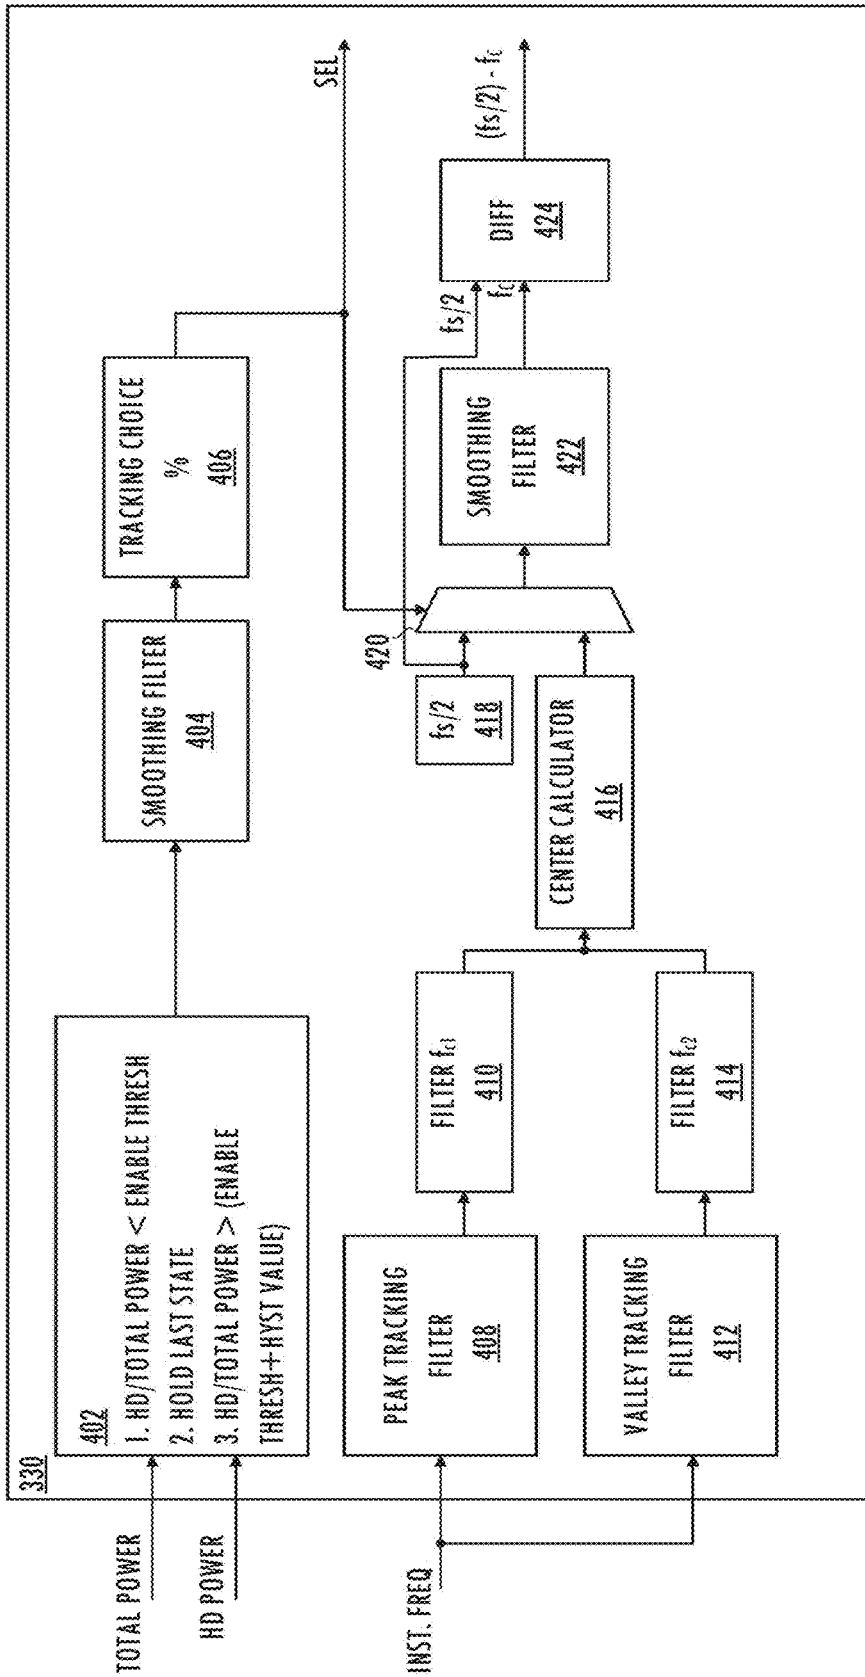 330
TOTAL POWER
HD POWER
402
1. HD/TOTAL POWER < ENABLE THRESH
2. HOLD LAST STATE
3. HD/TOTAL POWER > (ENABLE
THRESH+HYST VALUE)
SMOOTHING FILTER
404
TRACKING CHOICE
%
406
SEL
INST. FREQ
PEAK TRACKING
FILTER
408
FILTER fc1
410
VALLEY TRACKING
FILTER
412
FILTER fc2
414
CENTER CALCULATOR
416
fs/2
418
420
SMOOTHING
FILTER
422
fs/2
fc
DIFF
424
(fs/2) - fc